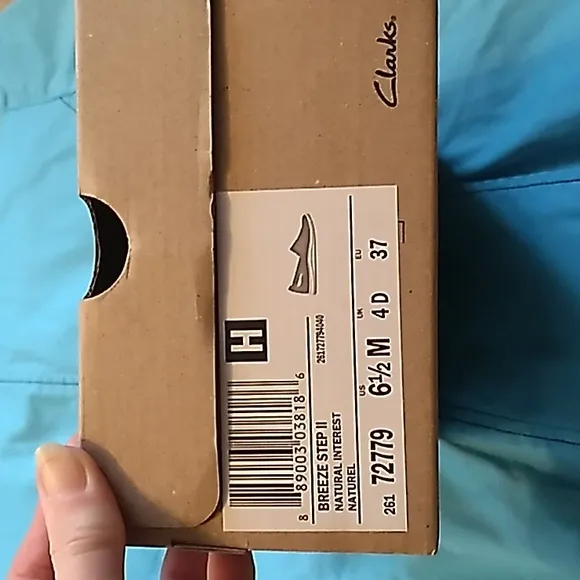 Clarks.
H
261727794040
8 89003 03818 6
BREEZE STEP II
NATURAL INTEREST
NATUREL
US UK EU
261 72779 6½ M 4 D 37